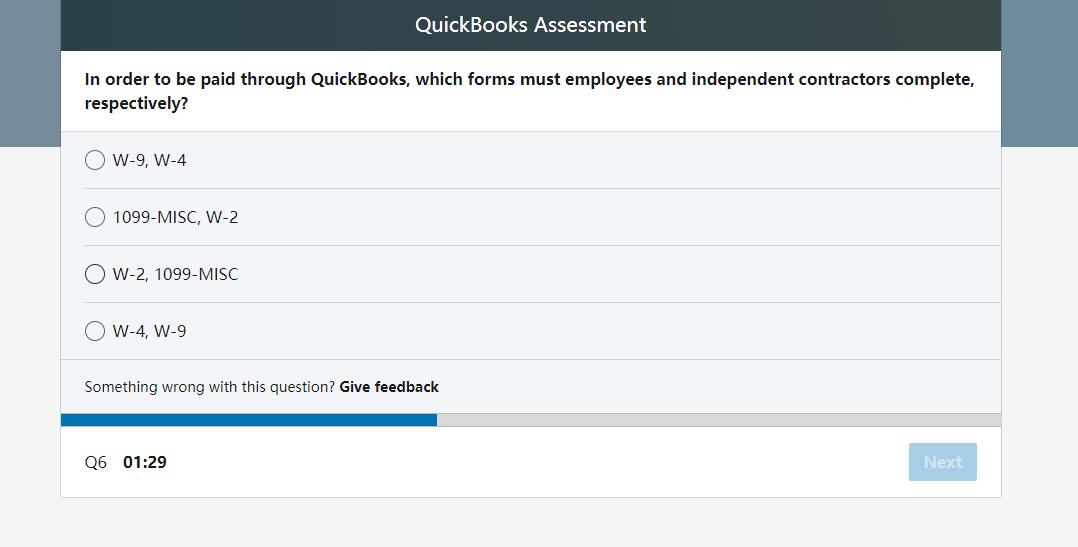 QuickBooks Assessment
In order to be paid through QuickBooks, which forms must employees and independent contractors complete,
respectively?
W-9, W-4
1099-MISC, W-2
W-2, 1099-MISC
W-4, W-9
Something wrong with this question? Give feedback
Q6 01:29 Next